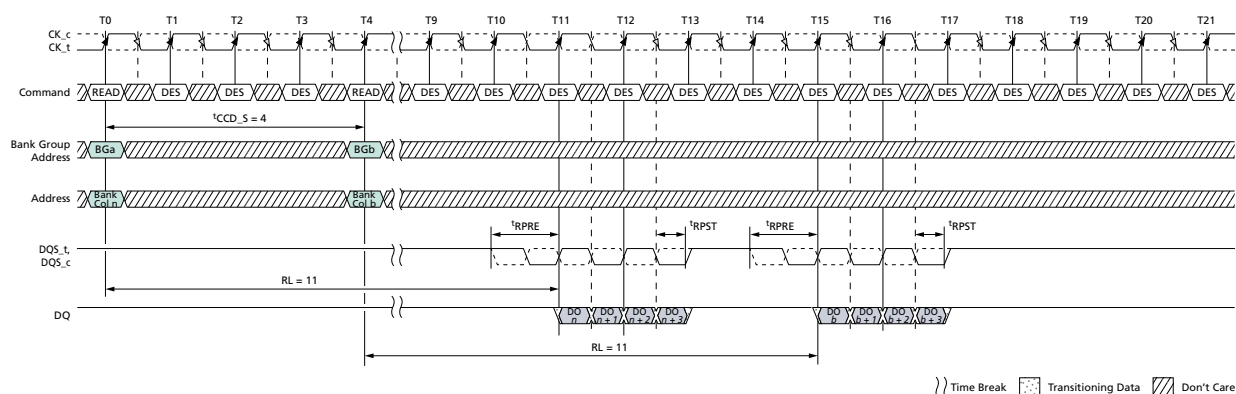 T0 T1 T2 T3 T4 T9 T10 T11 T12 T13 T14 T15 T16 T17 T18 T19 T20 T21
CK_c
CK_t
Command READ DES DES DES READ DES DES DES DES DES DES DES DES DES DES DES DES DES
tCCD_S = 4
Bank Group
Address
BGa BGb
Address
Bank
Col n
Bank
Col b
tRPRE tRPST tRPRE tRPST
DQS_t,
DQS_c
RL = 11
DQ
DO
n
DO
n + 1
DO
n + 2
DO
n + 3
DO
b
DO
b + 1
DO
b + 2
DO
b + 3
RL = 11
Time Break Transitioning Data Don't Care